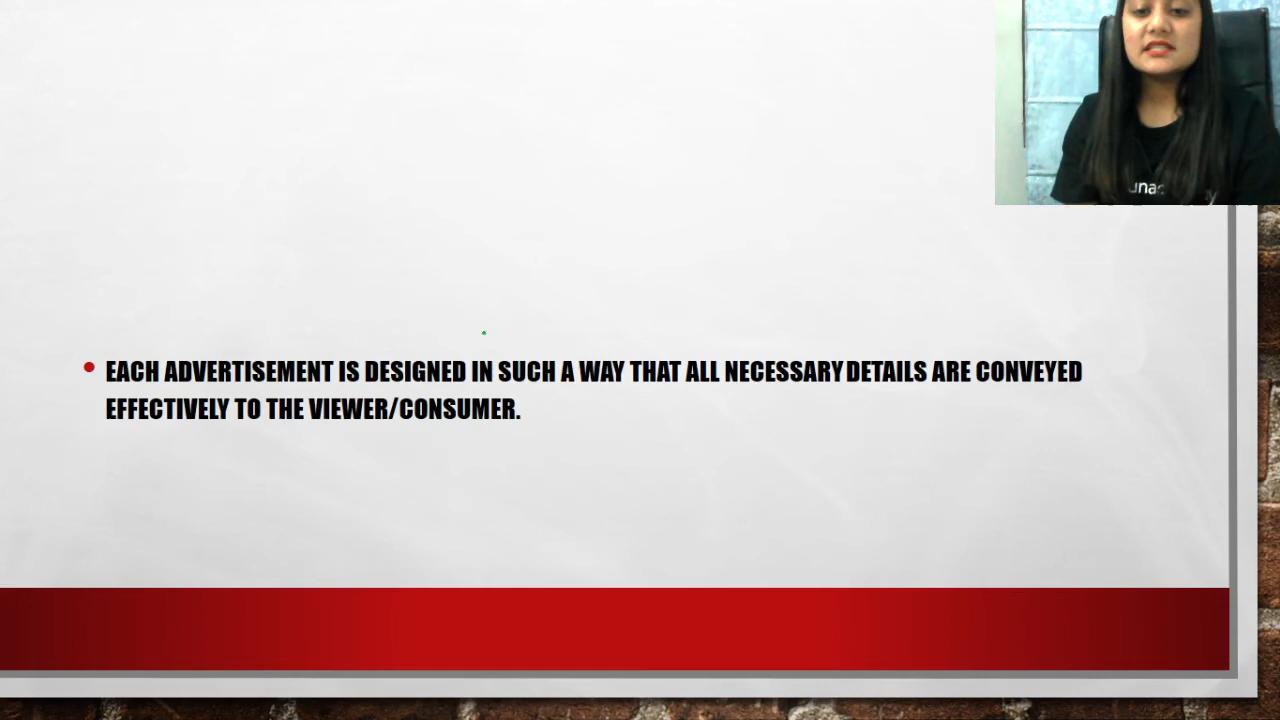 EACH ADVERTISEMENT IS DESIGNED IN SUCH A WAY THAT ALL NECESSARY DETAILS ARE CONVEYED
EFFECTIVELY TO THE VIEWER/CONSUMER.